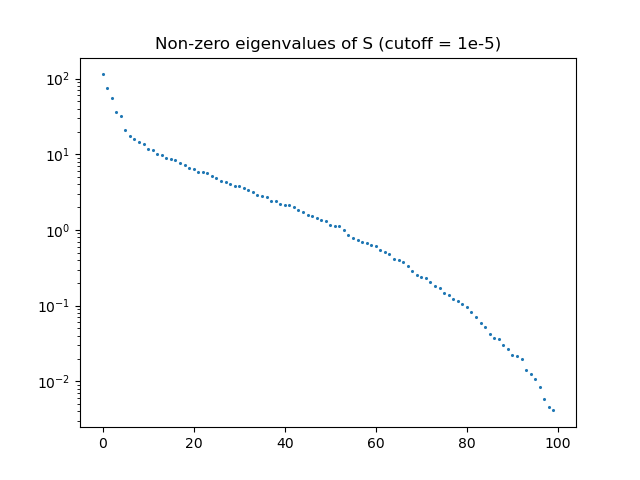 Non-zero eigenvalues of S (cutoff = 1e-5)
10²
10¹
10⁰
10⁻¹
10⁻²
0 20 40 60 80 100